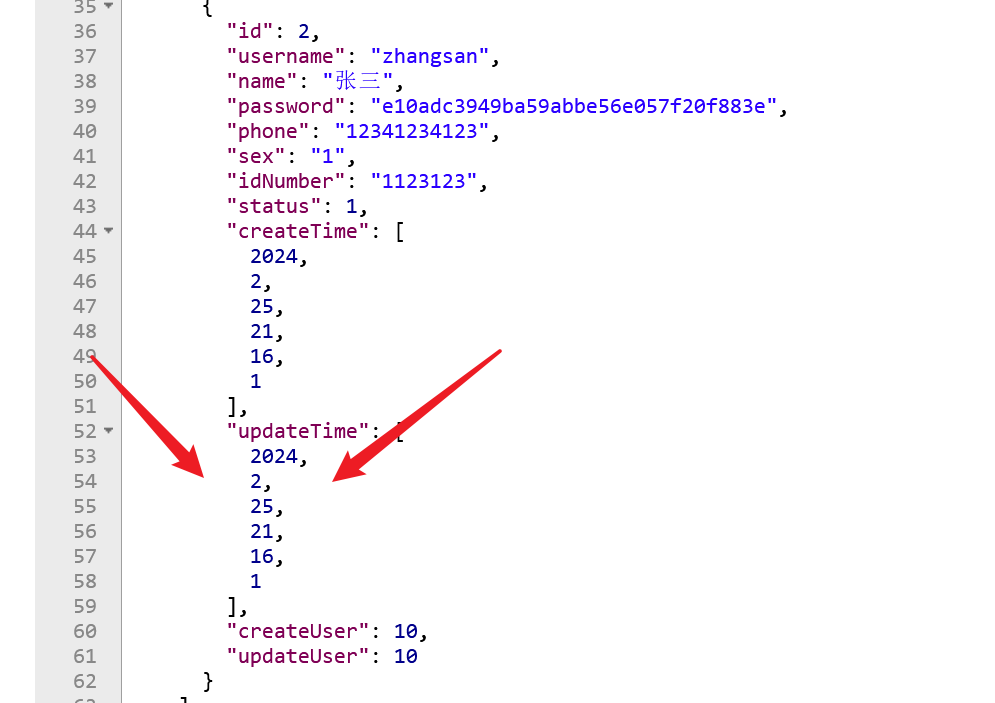 35 {
36 "id": 2,
37 "username": "zhangsan",
38 "name": "张三",
39 "password": "e10adc3949ba59abbe56e057f20f883e",
40 "phone": "12341234123",
41 "sex": "1",
42 "idNumber": "1123123",
43 "status": 1,
44 "createTime": [
45 2024,
46 2,
47 25,
48 21,
49 16,
50 1
51 ],
52 "updateTime": [
53 2024,
54 2,
55 25,
56 21,
57 16,
58 1
59 ],
60 "createUser": 10,
61 "updateUser": 10
62 }